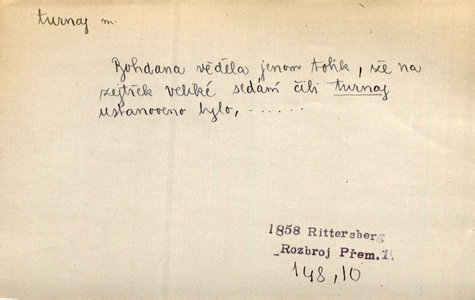 turnaj m.
Bohdana věděla jenom tolik, že na
zejtřek veliké sedání čili turnaj
ustanoveno bylo, ......
1858 Rittersberg
Rozbroj Přem. 1.
148, 10